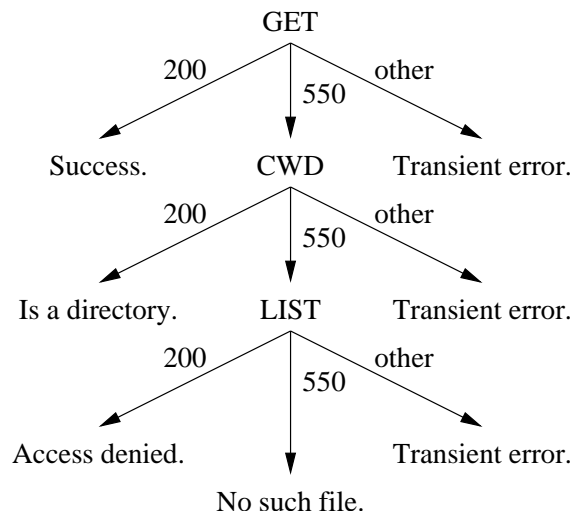 GET
200
550
other
Success.
CWD
Transient error.
200
550
other
Is a directory.
LIST
Transient error.
200
550
other
Access denied.
Transient error.
No such file.